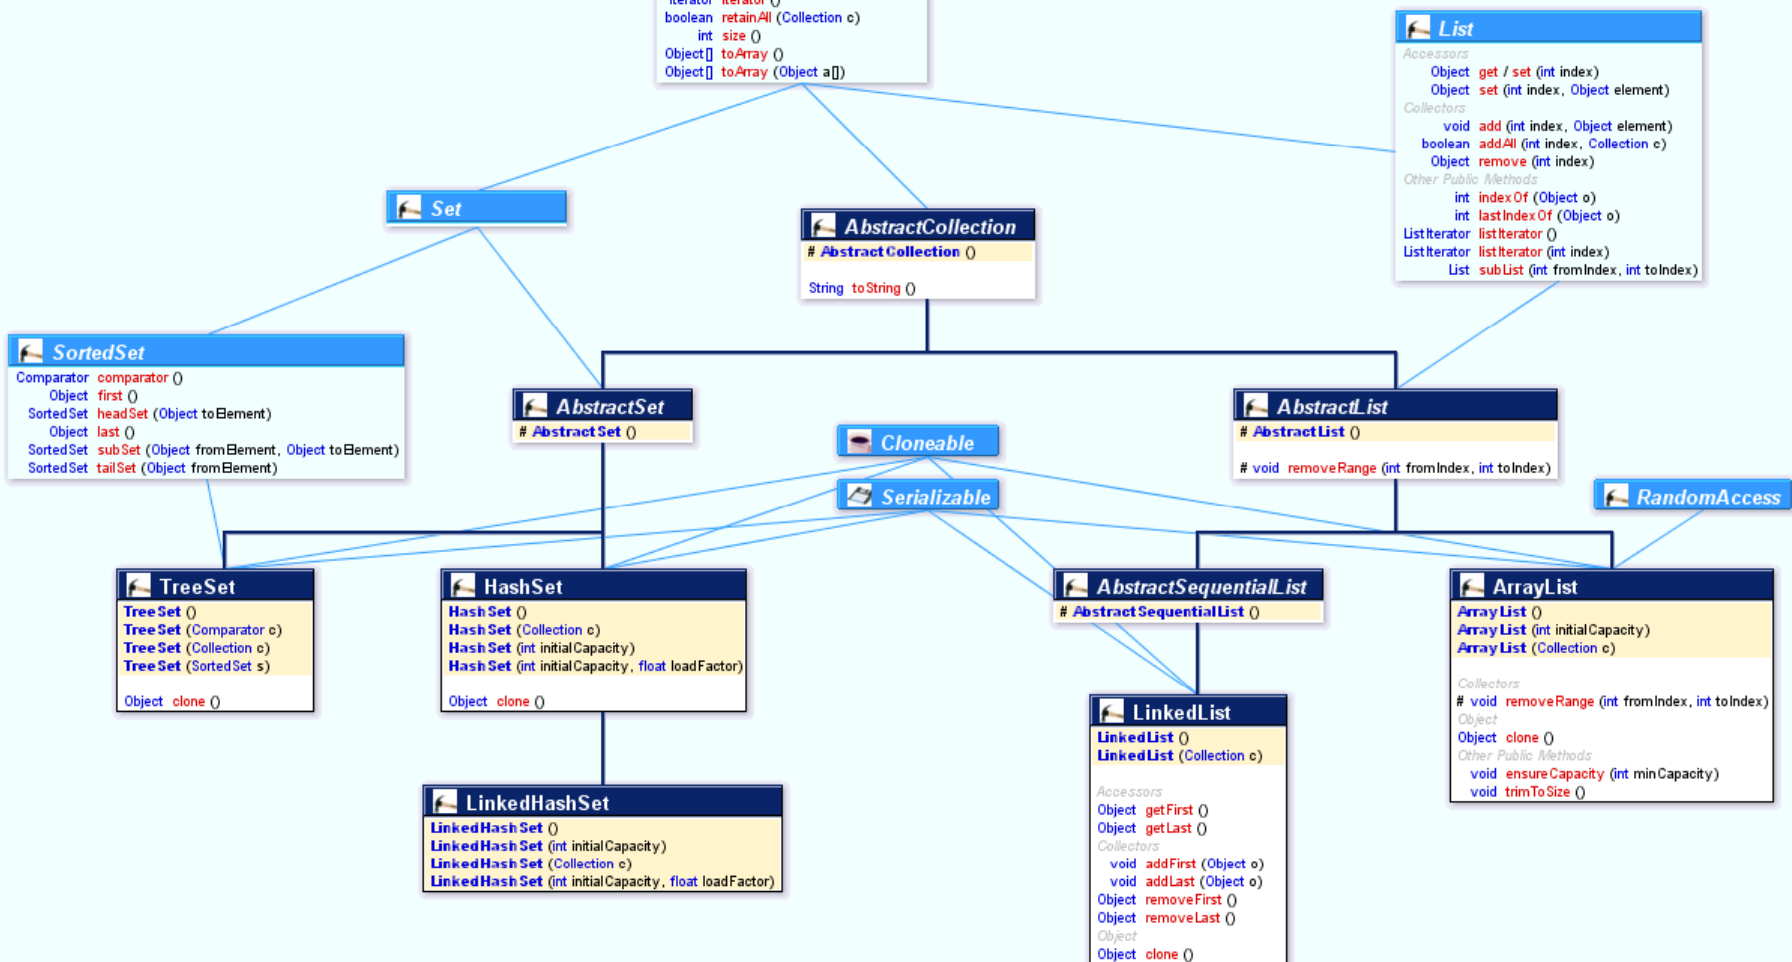 Iterator iterator ()
boolean retainAll (Collection c)
int size ()
Object[] toArray ()
Object[] toArray (Object a[])
List
Accessors
Object get / set (int index)
Object set (int index, Object element)
Collectors
void add (int index, Object element)
boolean addAll (int index, Collection c)
Object remove (int index)
Other Public Methods
int indexOf (Object o)
int lastIndexOf (Object o)
ListIterator listIterator ()
ListIterator listIterator (int index)
List subList (int fromIndex, int toIndex)
Set
AbstractCollection
# AbstractCollection ()
String toString ()
SortedSet
Comparator comparator ()
Object first ()
SortedSet headSet (Object toElement)
Object last ()
SortedSet subSet (Object fromElement, Object toElement)
SortedSet tailSet (Object fromElement)
AbstractSet
# AbstractSet ()
Cloneable
Serializable
AbstractList
# AbstractList ()
# void removeRange (int fromIndex, int toIndex)
RandomAccess
TreeSet
TreeSet ()
TreeSet (Comparator c)
TreeSet (Collection c)
TreeSet (SortedSet s)
Object clone ()
HashSet
HashSet ()
HashSet (Collection c)
HashSet (int initialCapacity)
HashSet (int initialCapacity, float loadFactor)
Object clone ()
AbstractSequentialList
# AbstractSequentialList ()
ArrayList
ArrayList ()
ArrayList (int initialCapacity)
ArrayList (Collection c)
Collectors
# void removeRange (int fromIndex, int toIndex)
Object
Object clone ()
Other Public Methods
void ensureCapacity (int minCapacity)
void trimToSize ()
LinkedHashSet
LinkedHashSet ()
LinkedHashSet (int initialCapacity)
LinkedHashSet (Collection c)
LinkedHashSet (int initialCapacity, float loadFactor)
LinkedList
LinkedList ()
LinkedList (Collection c)
Accessors
Object getFirst ()
Object getLast ()
Collectors
void addFirst (Object o)
void addLast (Object o)
Object removeFirst ()
Object removeLast ()
Object
Object clone ()